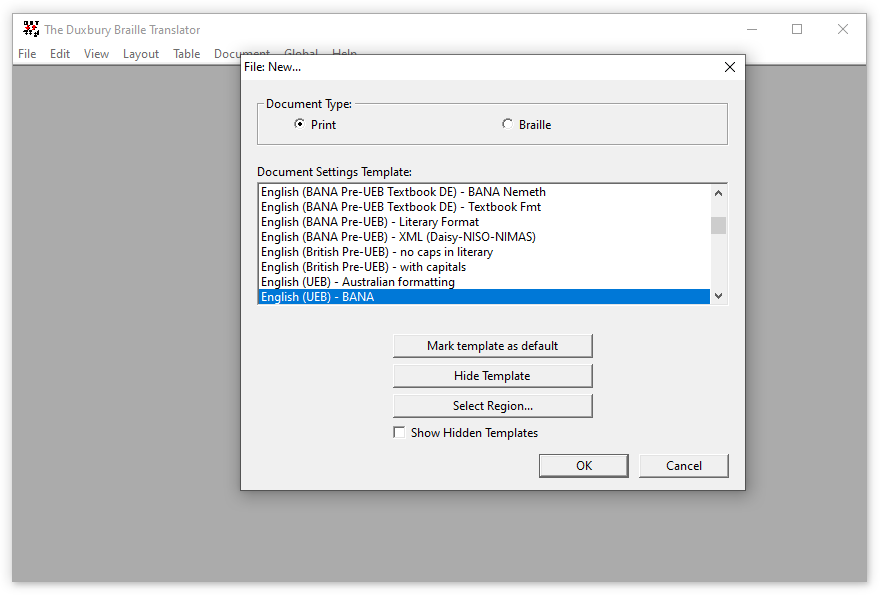 The Duxbury Braille Translator
File Edit View Layout Table Document Global Help
File: New...
Document Type:
Print Braille
Document Settings Template:
English (BANA Pre-UEB Textbook DE) - BANA Nemeth
English (BANA Pre-UEB Textbook DE) - Textbook Fmt
English (BANA Pre-UEB) - Literary Format
English (BANA Pre-UEB) - XML (Daisy-NISO-NIMAS)
English (British Pre-UEB) - no caps in literary
English (British Pre-UEB) - with capitals
English (UEB) - Australian formatting
English (UEB) - BANA
Mark template as default
Hide Template
Select Region...
Show Hidden Templates
OK Cancel